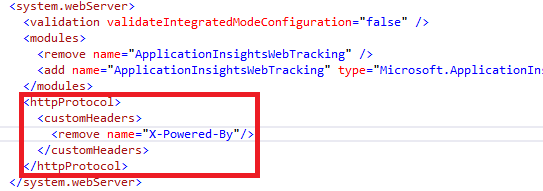 <system.webServer>
<validation validateIntegratedModeConfiguration="false" />
<modules>
<remove name="ApplicationInsightsWebTracking" />
<add name="ApplicationInsightsWebTracking" type="Microsoft.ApplicationIns
</modules>
<httpProtocol>
<customHeaders>
<remove name="X-Powered-By"/>
</customHeaders>
</httpProtocol>
</system.webServer>